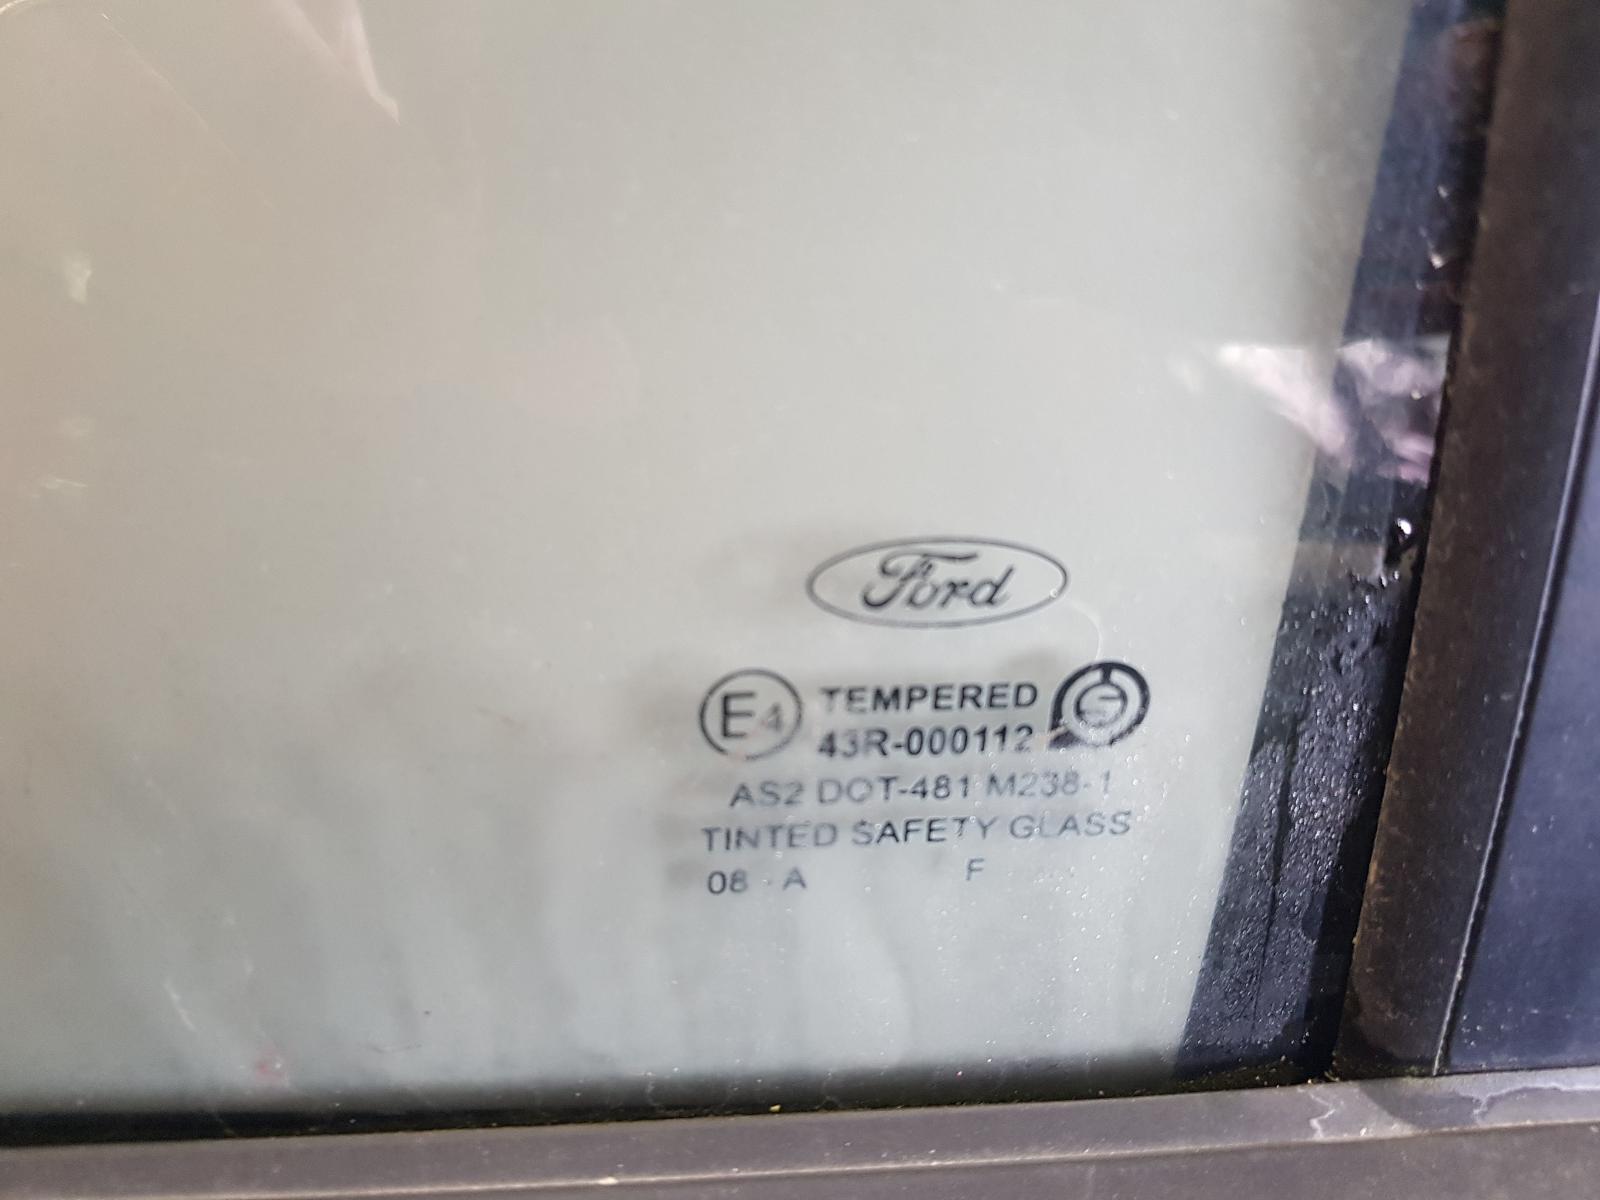 Ford
E4 TEMPERED
43R-000112
AS2 DOT-481 M238-1
TINTED SAFETY GLASS
08 - A F